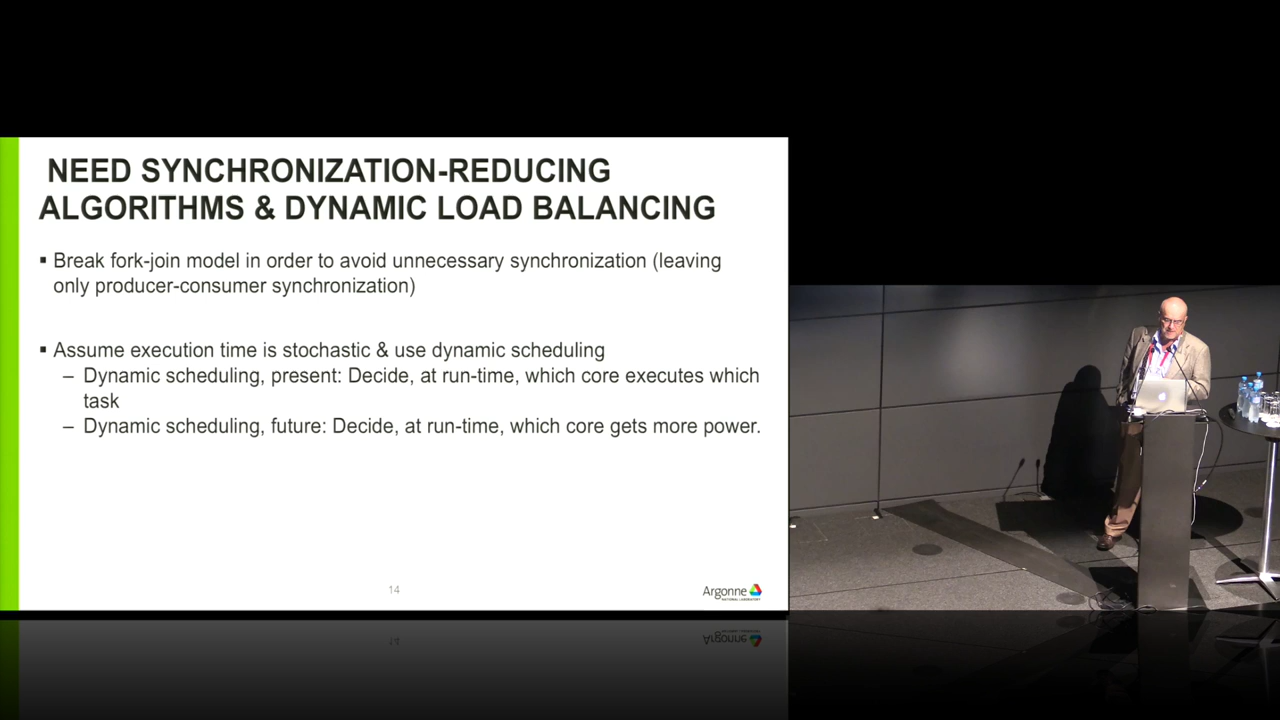 NEED SYNCHRONIZATION-REDUCING
ALGORITHMS & DYNAMIC LOAD BALANCING
▪ Break fork-join model in order to avoid unnecessary synchronization (leaving
only producer-consumer synchronization)
▪ Assume execution time is stochastic & use dynamic scheduling
– Dynamic scheduling, present: Decide, at run-time, which core executes which
task
– Dynamic scheduling, future: Decide, at run-time, which core gets more power.
14
Argonne
NATIONAL LABORATORY